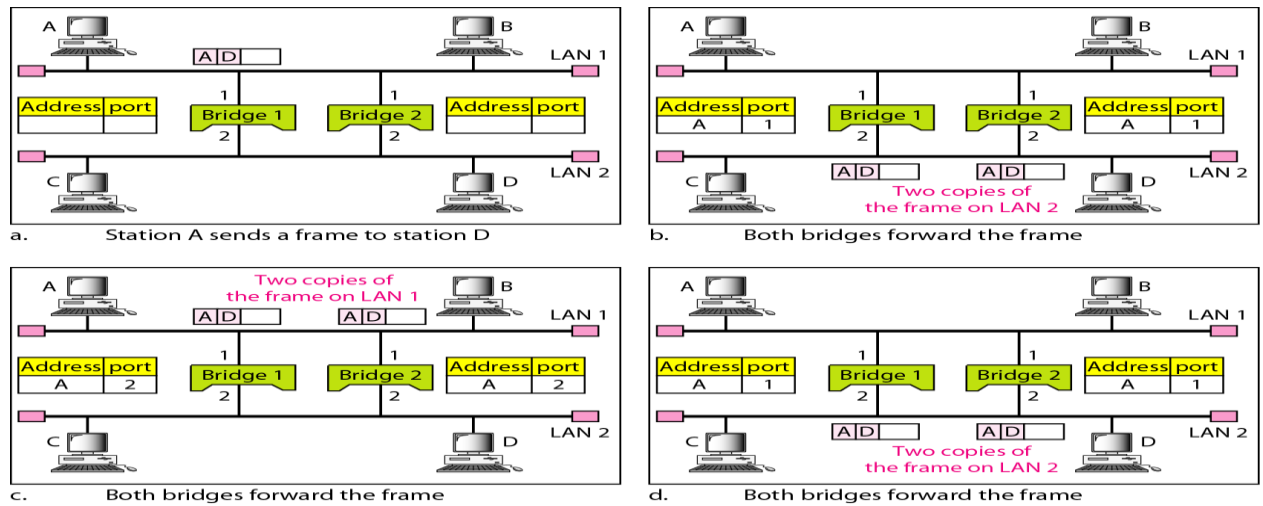 A
B
A D
LAN 1
1
1
Address port
Bridge 1
Bridge 2
Address port
2
2
LAN 2
C
D
a. Station A sends a frame to station D
A
B
LAN 1
1
1
Address port
Bridge 1
Bridge 2
Address port
A 1
A 1
2
2
A D
A D
LAN 2
C
D
Two copies of
the frame on LAN 2
b. Both bridges forward the frame
Two copies of
the frame on LAN 1
A
B
A D
A D
LAN 1
1
1
Address port
Bridge 1
Bridge 2
Address port
A 2
A 2
2
2
LAN 2
C
D
c. Both bridges forward the frame
A
B
LAN 1
1
1
Address port
Bridge 1
Bridge 2
Address port
A 1
A 1
2
2
A D
A D
LAN 2
C
D
Two copies of
the frame on LAN 2
d. Both bridges forward the frame